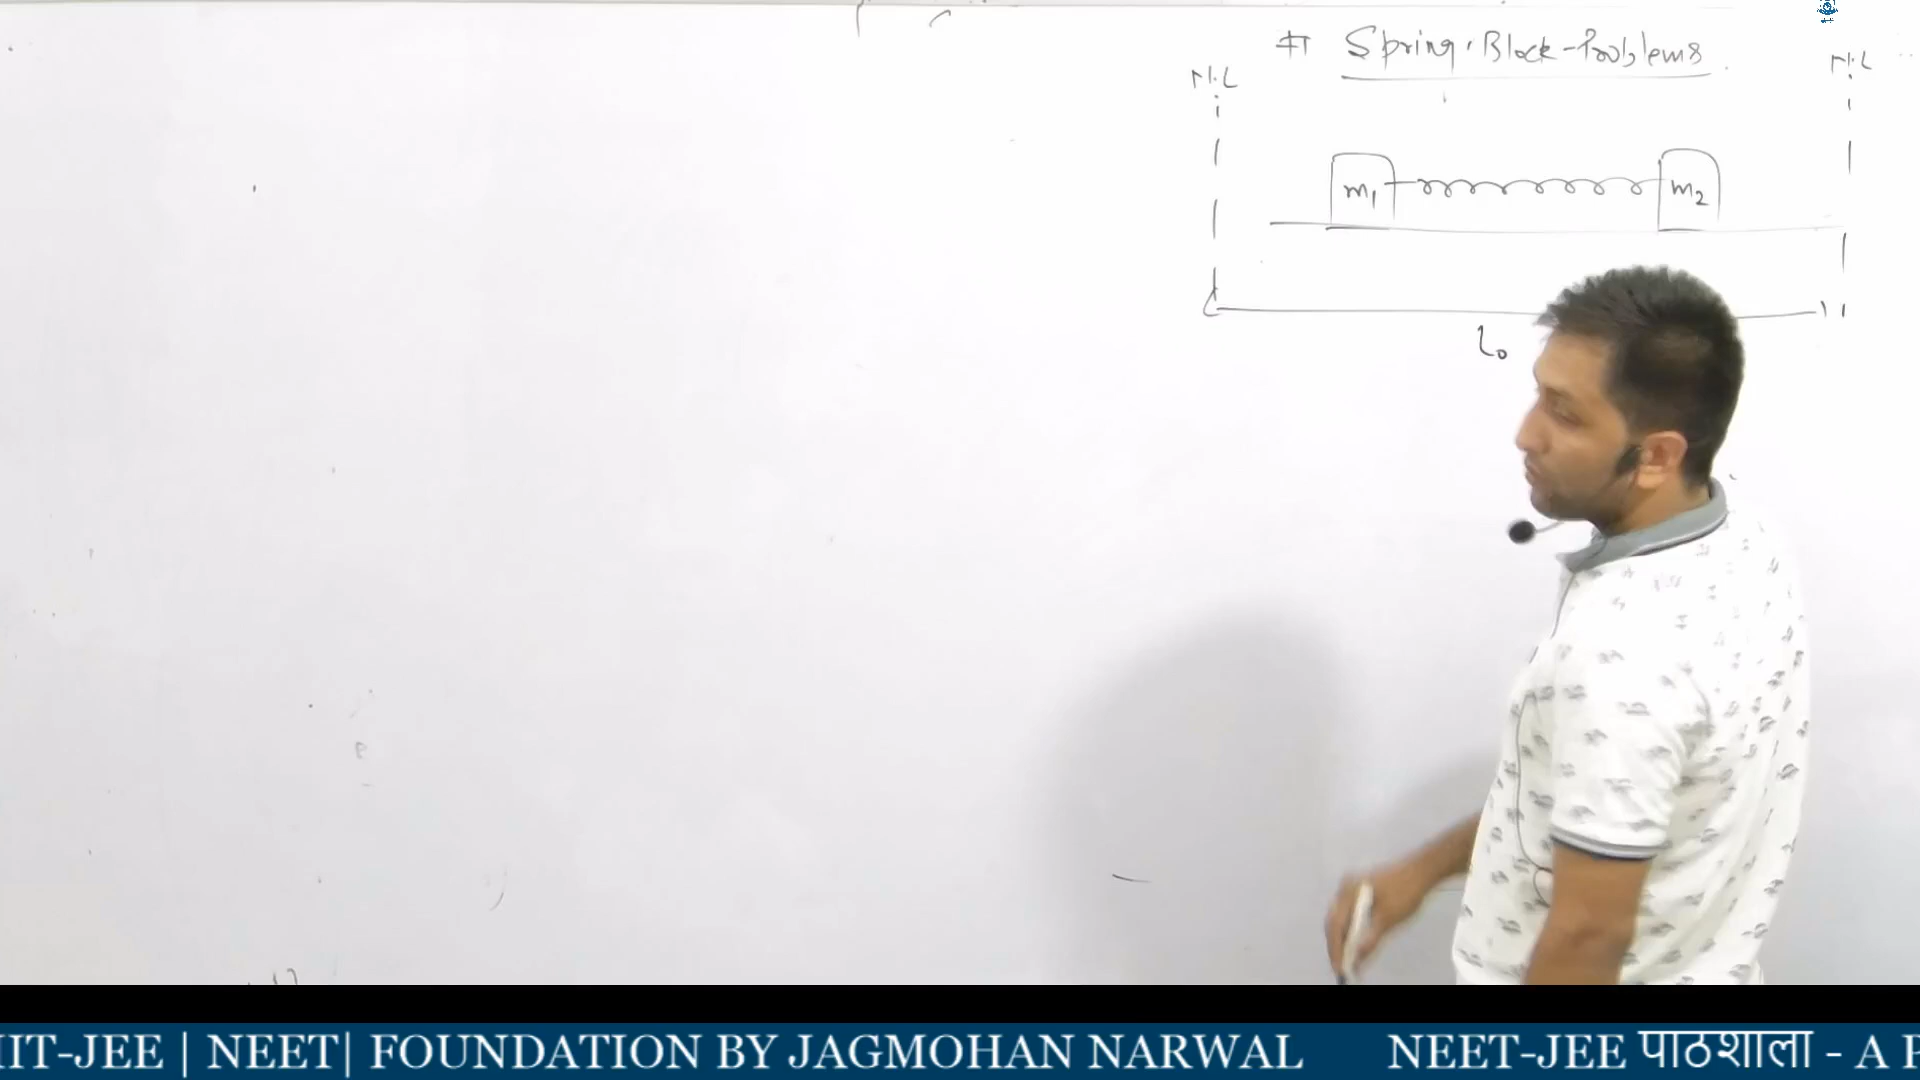 # Spring-Block-Problems
N.L
N.L
m₁
m₂
l₀
IIT-JEE | NEET| FOUNDATION BY JAGMOHAN NARWAL NEET-JEE पाठशाला - A P